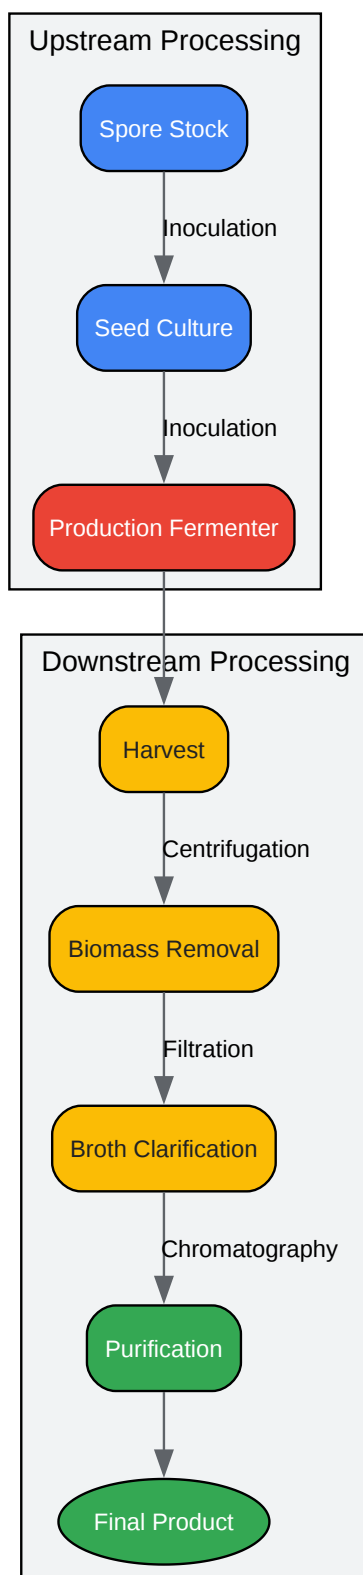 Upstream Processing
Spore Stock
Inoculation
Seed Culture
Inoculation
Production Fermenter
Downstream Processing
Harvest
Centrifugation
Biomass Removal
Filtration
Broth Clarification
Chromatography
Purification
Final Product